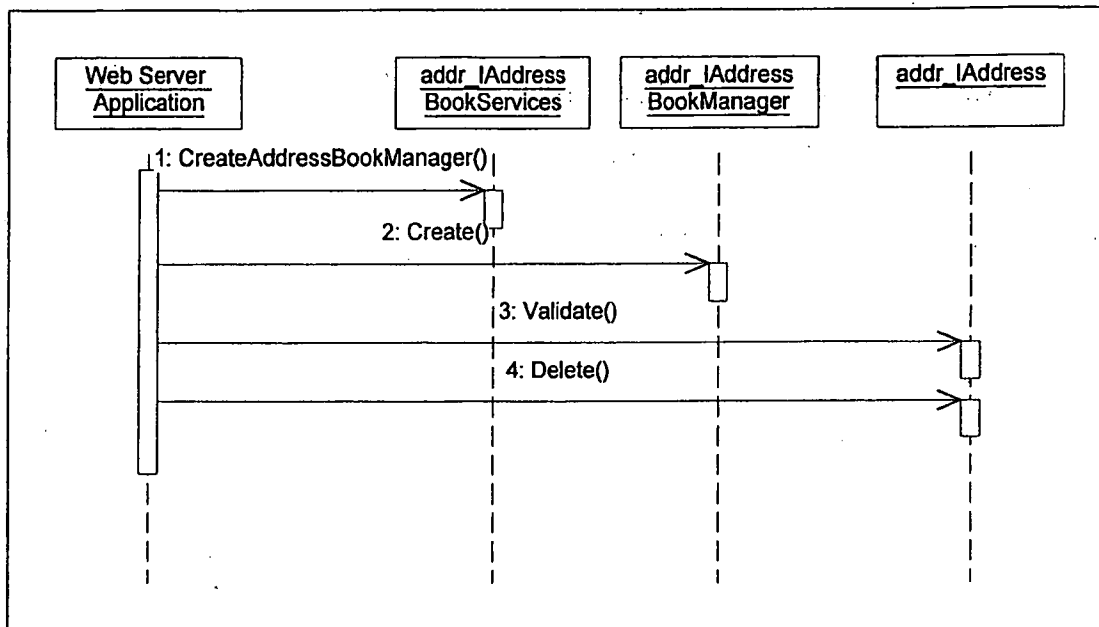 Web Server
Application
addr_IAddress
BookServices
addr_IAddress
BookManager
addr_IAddress
1: CreateAddressBookManager()
2: Create()
3: Validate()
4: Delete()